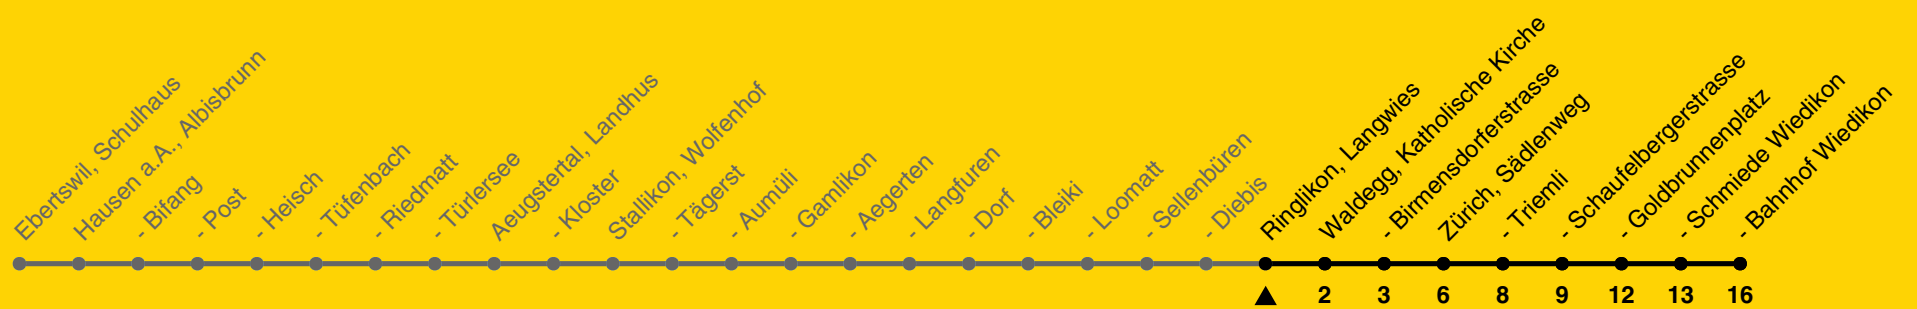 Ebertswil, Schulhaus
Hausen a.A., Albisbrunn
- Bifang
- Post
- Heisch
- Tüfenbach
- Riedmatt
- Türlersee
Aeugstertal, Landhus
- Kloster
Stallikon, Wolfenhof
- Tägerst
- Aumüli
- Gamlikon
- Aegerten
- Langfuren
- Dorf
- Bleiki
- Loomatt
- Sellenbüren
- Diebis
Ringlikon, Langwies
Waldegg, Katholische Kirche
- Birmensdorferstrasse
Zürich, Sädlenweg
- Triemli
- Schaufelbergerstrasse
- Goldbrunnenplatz
- Schmiede Wiedikon
- Bahnhof Wiedikon
2 3 6 8 9 12 13 16